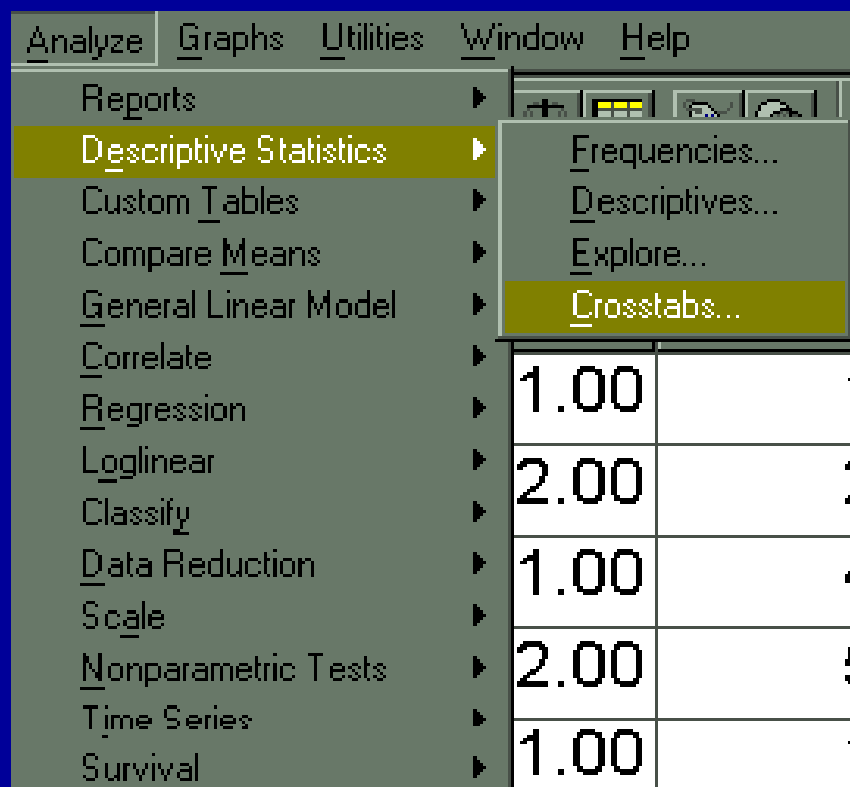 Analyze Graphs Utilities Window Help
Reports
Descriptive Statistics
Custom Tables
Compare Means
General Linear Model
Correlate
Regression
Loglinear
Classify
Data Reduction
Scale
Nonparametric Tests
Time Series
Survival
Frequencies...
Descriptives...
Explore...
Crosstabs...
1.00
2.00
1.00
2.00
1.00